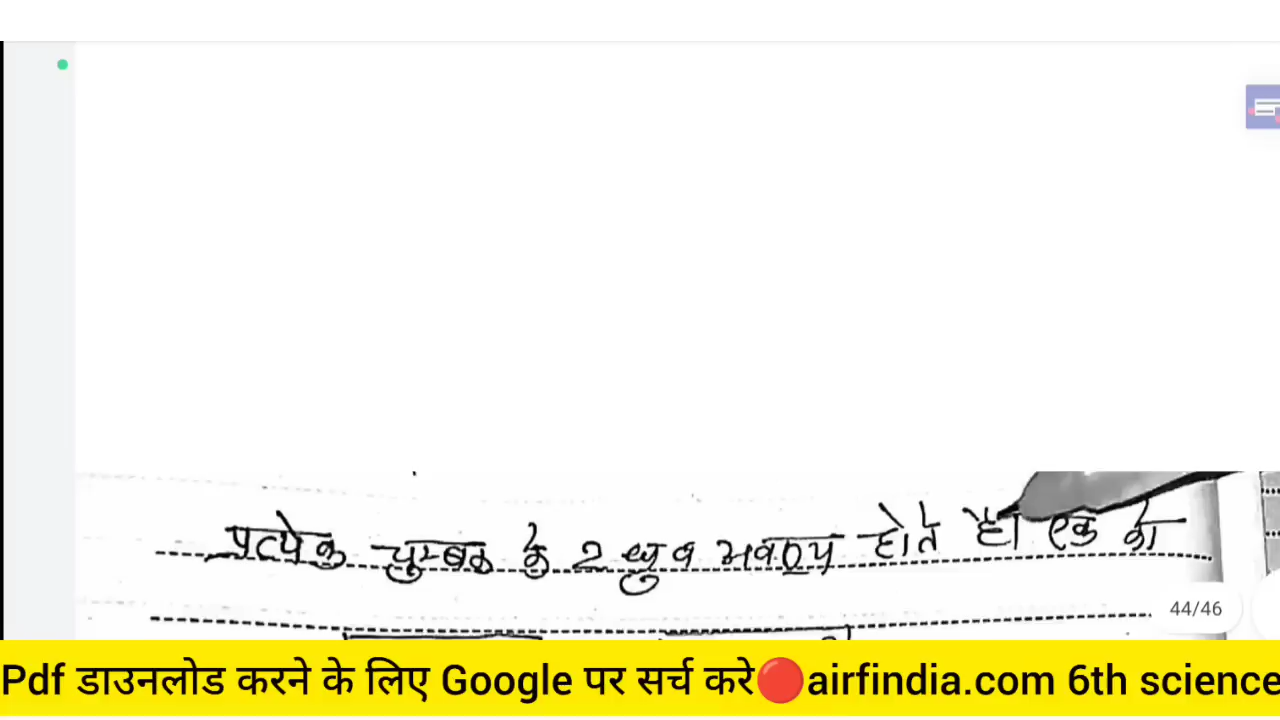 प्रत्येक चुम्बक के 2 ध्रुव अवश्य होते हैं। एक को
44/46
Pdf डाउनलोड करने के लिए Google पर सर्च करे🔴airfindia.com 6th science